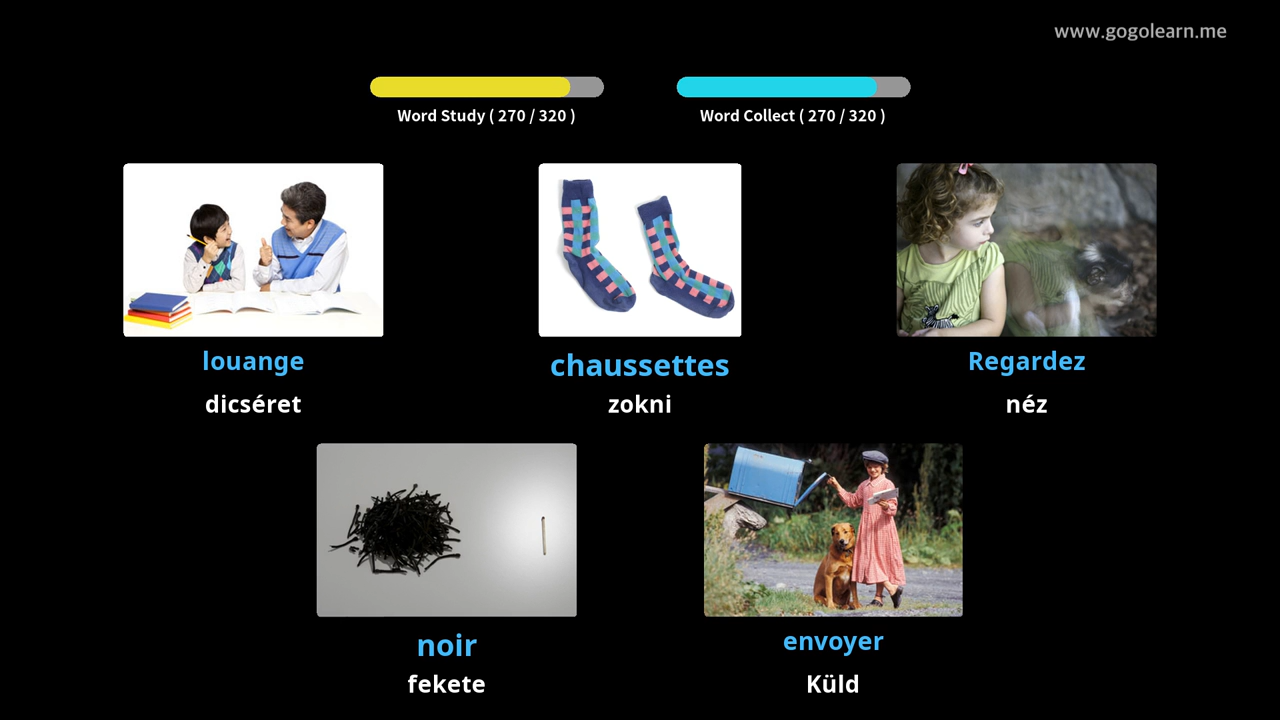 www.gogolearn.me
Word Study ( 270 / 320 )
Word Collect ( 270 / 320 )
louange
dicséret
chaussettes
zokni
Regardez
néz
noir
fekete
envoyer
Küld